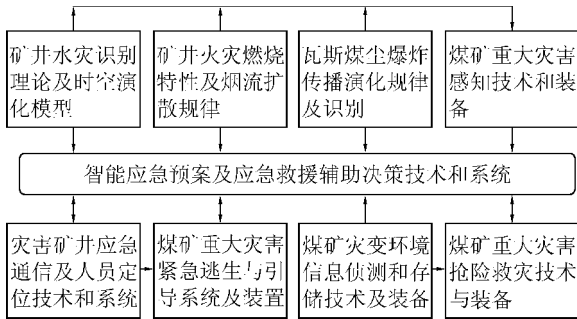 矿井水灾识别
理论及时空演
化模型
矿井火灾燃烧
特性及烟流扩
散规律
瓦斯煤尘爆炸
传播演化规律
及识别
煤矿重大灾害
感知技术和装
备
智能应急预案及应急救援辅助决策技术和系统
灾害矿井应急
通信及人员定
位技术和系统
煤矿重大灾害
紧急逃生与引
导系统及装置
煤矿灾变环境
信息侦测和存
储技术及装备
煤矿重大灾害
抢险救灾技术
与装备